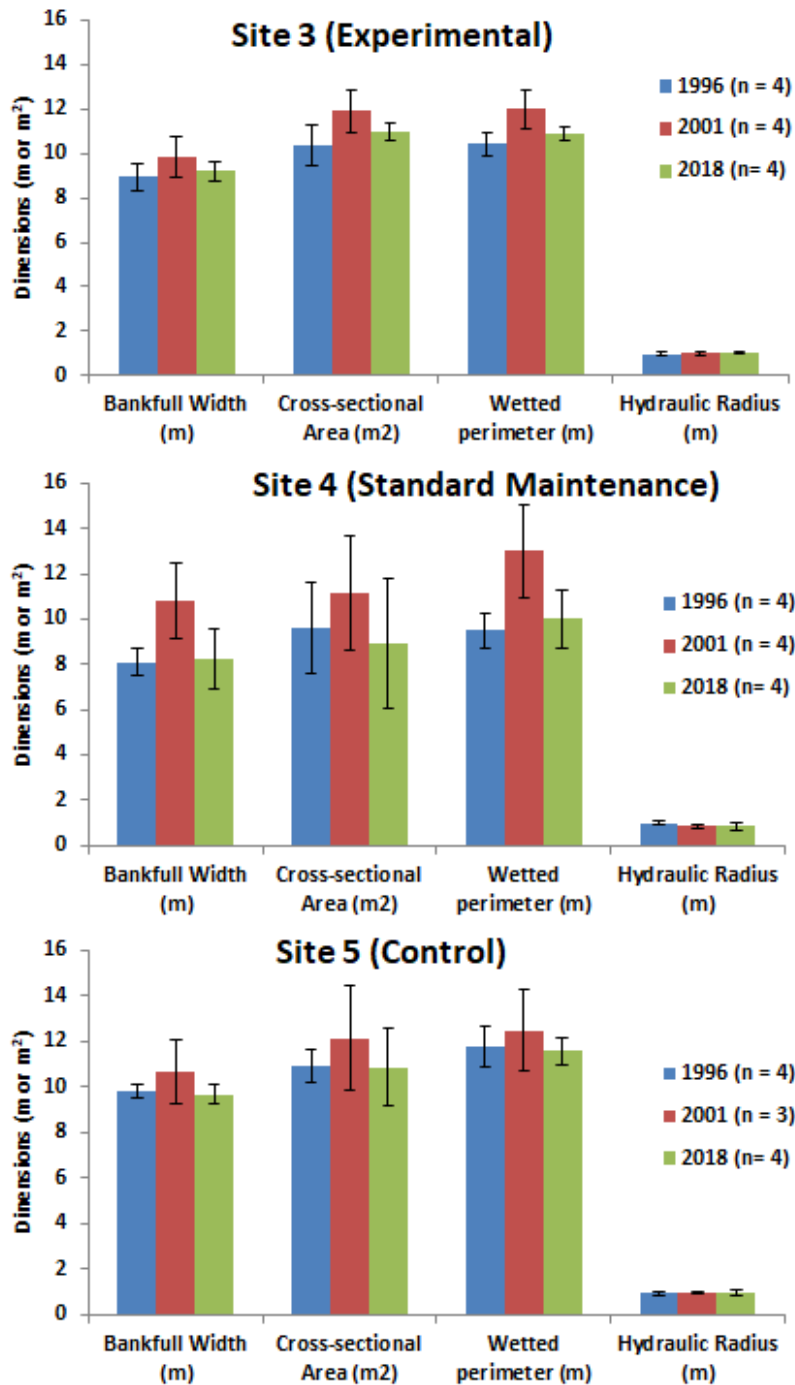 Site 3 (Experimental)
16
14
12
10
8
6
4
2
0
Dinensions (m or m²)
1996 (n = 4)
2001 (n = 4)
2018 (n= 4)
Bankfull Width
(m)
Cross-sectional
Area (m2)
Wetted
perimeter (m)
Hydraulic Radius
(m)
Site 4 (Standard Maintenance)
16
14
12
10
8
6
4
2
0
Dinensions (m or m²)
1996 (n = 4)
2001 (n = 4)
2018 (n= 4)
Bankfull Width
(m)
Cross-sectional
Area (m2)
Wetted
perimeter (m)
Hydraulic Radius
(m)
Site 5 (Control)
16
14
12
10
8
6
4
2
0
Dinensions (m or m²)
1996 (n = 4)
2001 (n = 3)
2018 (n= 4)
Bankfull Width
(m)
Cross-sectional
Area (m2)
Wetted
perimeter (m)
Hydraulic Radius
(m)